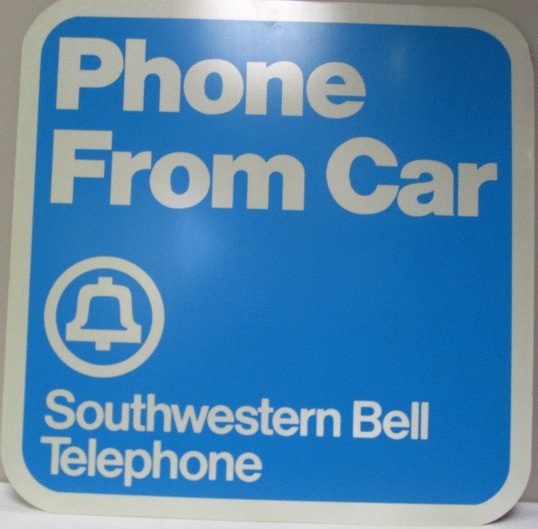 Phone
From Car
Southwestern Bell
Telephone